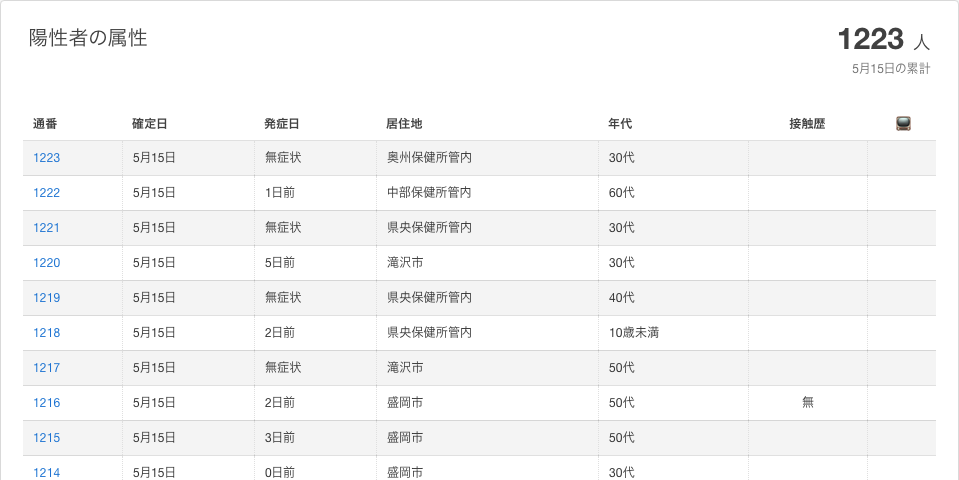 陽性者の属性
1223 人
5月15日の累計
通番 確定日 発症日 居住地 年代 接触歴
1223 5月15日 無症状 奥州保健所管内 30代
1222 5月15日 1日前 中部保健所管内 60代
1221 5月15日 無症状 県央保健所管内 30代
1220 5月15日 5日前 滝沢市 30代
1219 5月15日 無症状 県央保健所管内 40代
1218 5月15日 2日前 県央保健所管内 10歳未満
1217 5月15日 無症状 滝沢市 50代
1216 5月15日 2日前 盛岡市 50代 無
1215 5月15日 3日前 盛岡市 50代
1214 5月15日 0日前 盛岡市 30代